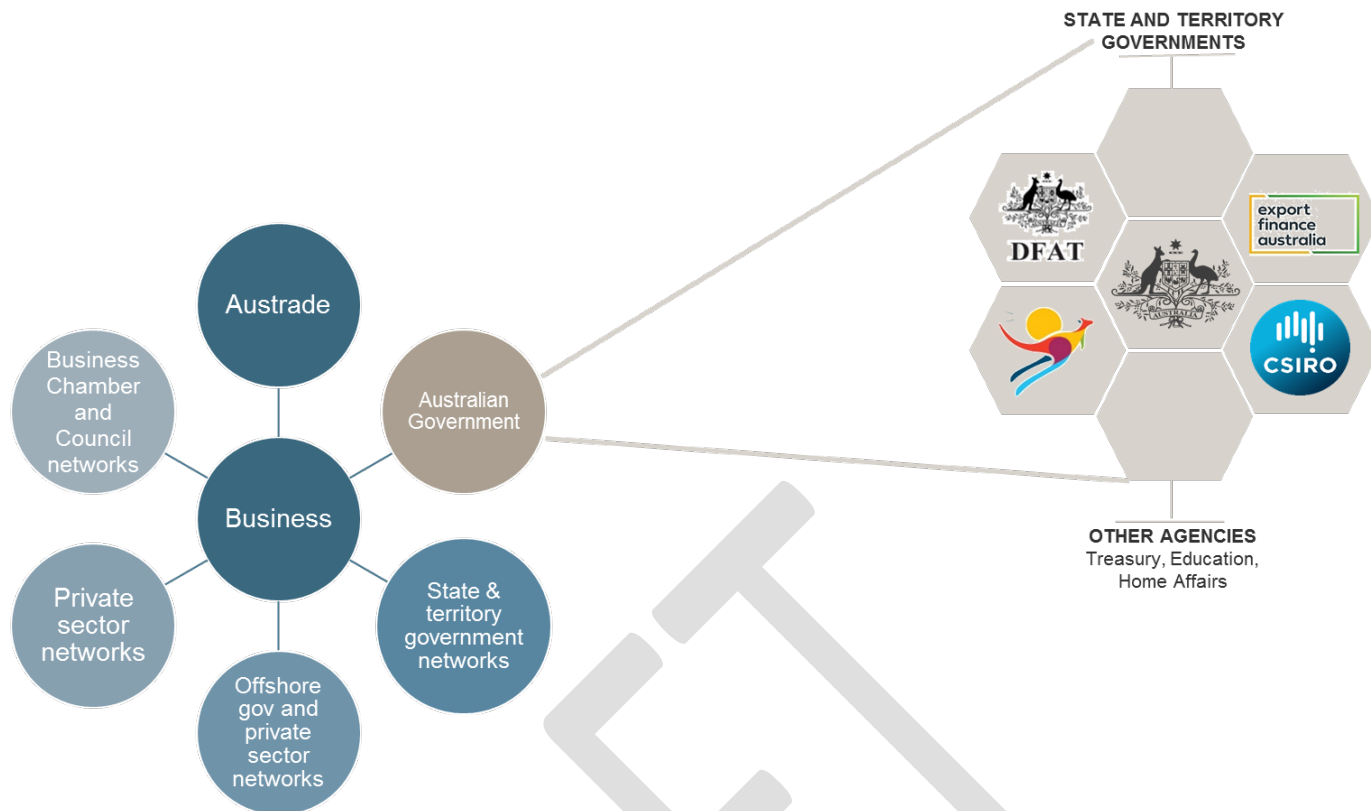 STATE AND TERRITORY
GOVERNMENTS
DFAT
export
finance
australia
AUSTRALIA
CSIRO
OTHER AGENCIES
Treasury, Education,
Home Affairs
Austrade
Business
Chamber
and
Council
networks
Australian
Government
Business
Private
sector
networks
State &
territory
government
networks
Offshore
gov and
private
sector
networks